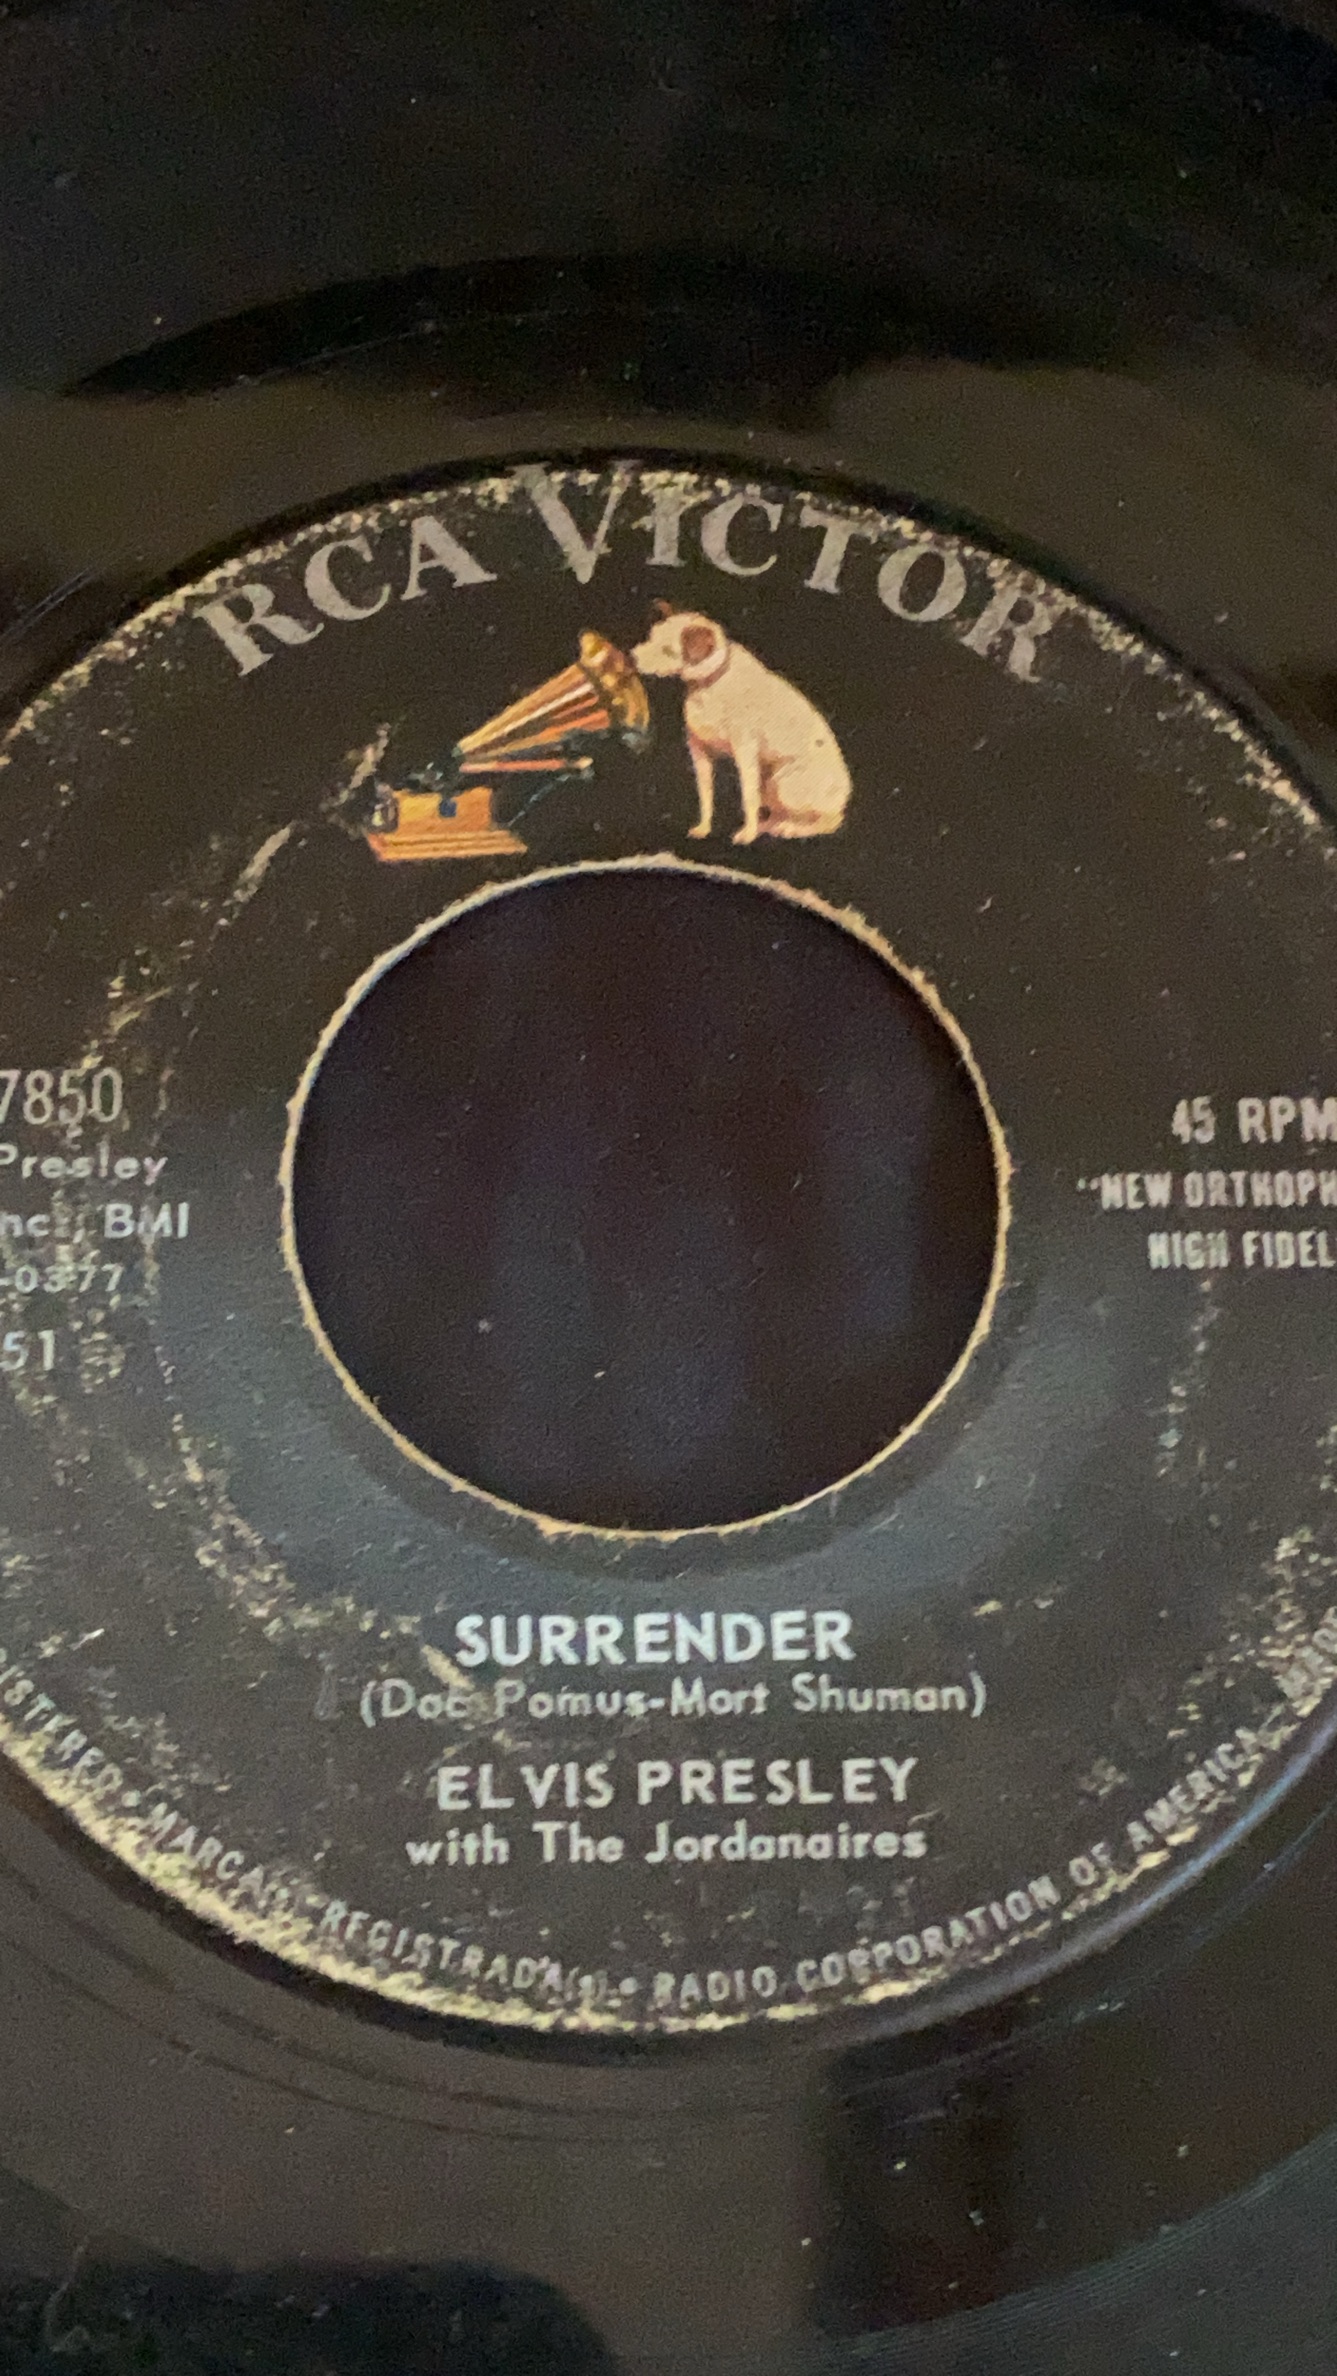 RCA VICTOR
7850
Presley
BMI
-0377
51
45 RPM
"NEW ORTHOPH
HIGH FIDEL
SURRENDER
(Doc Pomus-Mort Shuman)
ELVIS PRESLEY
with The Jordanaires
ISTERED • MARCA(s) REGISTRADA(s) • RADIO CORPORATION OF AMERICA